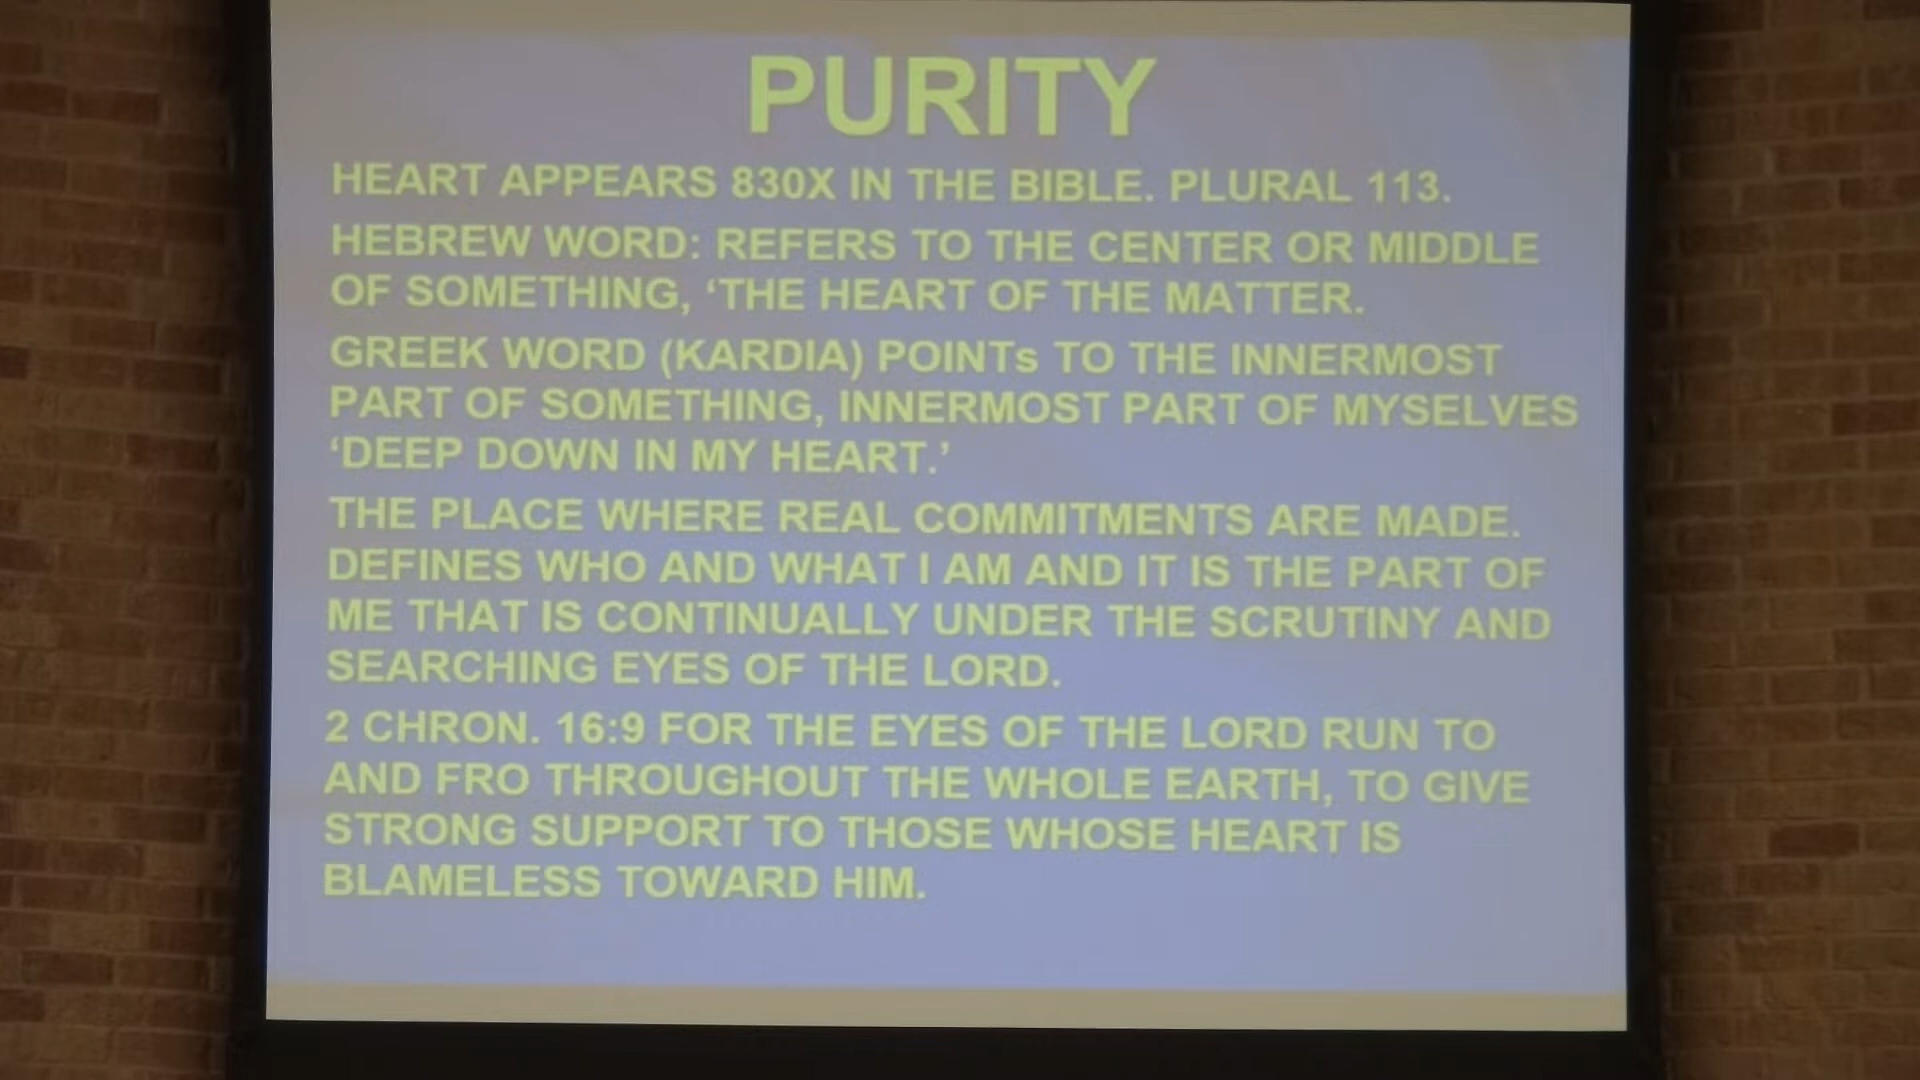 PURITY
HEART APPEARS 830X IN THE BIBLE. PLURAL 113.
HEBREW WORD: REFERS TO THE CENTER OR MIDDLE
OF SOMETHING, ‘THE HEART OF THE MATTER.
GREEK WORD (KARDIA) POINTs TO THE INNERMOST
PART OF SOMETHING, INNERMOST PART OF MYSELVES
‘DEEP DOWN IN MY HEART.’
THE PLACE WHERE REAL COMMITMENTS ARE MADE.
DEFINES WHO AND WHAT I AM AND IT IS THE PART OF
ME THAT IS CONTINUALLY UNDER THE SCRUTINY AND
SEARCHING EYES OF THE LORD.
2 CHRON. 16:9 FOR THE EYES OF THE LORD RUN TO
AND FRO THROUGHOUT THE WHOLE EARTH, TO GIVE
STRONG SUPPORT TO THOSE WHOSE HEART IS
BLAMELESS TOWARD HIM.